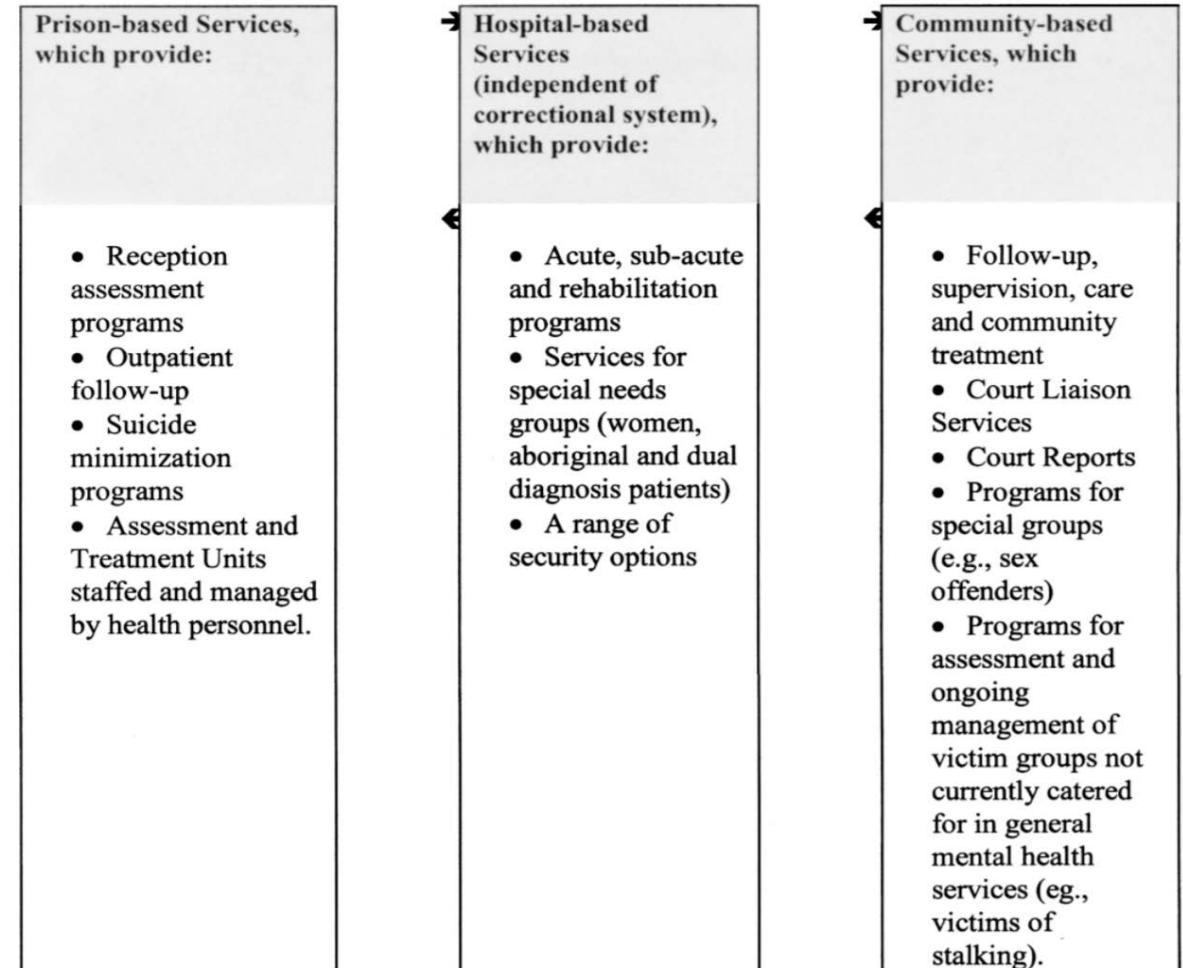 Prison-based Services,
which provide:
• Reception
assessment
programs
• Outpatient
follow-up
• Suicide
minimization
programs
• Assessment and
Treatment Units
staffed and managed
by health personnel.
Hospital-based
Services
(independent of
correctional system),
which provide:
• Acute, sub-acute
and rehabilitation
programs
• Services for
special needs
groups (women,
aboriginal and dual
diagnosis patients)
• A range of
security options
Community-based
Services, which
provide:
• Follow-up,
supervision, care
and community
treatment
• Court Liaison
Services
• Court Reports
• Programs for
special groups
(e.g., sex
offenders)
• Programs for
assessment and
ongoing
management of
victim groups not
currently catered
for in general
mental health
services (eg.,
victims of
stalking).